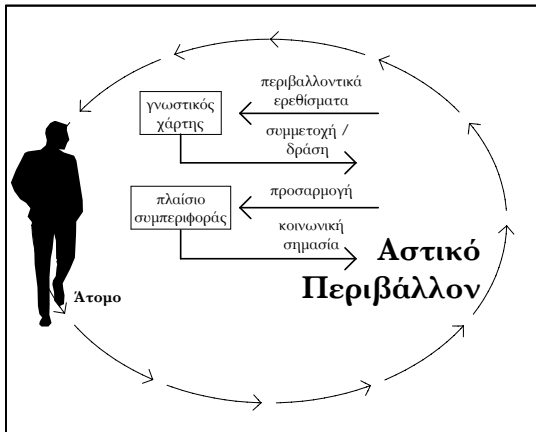 περιβαλλοντικά
ερεθίσματα
γνωστικός
χάρτης
συμμετοχή /
δράση
προσαρμογή
πλαίσιο
συμπεριφοράς
κοινωνική
σημασία
Αστικό
Περιβάλλον
Άτομο